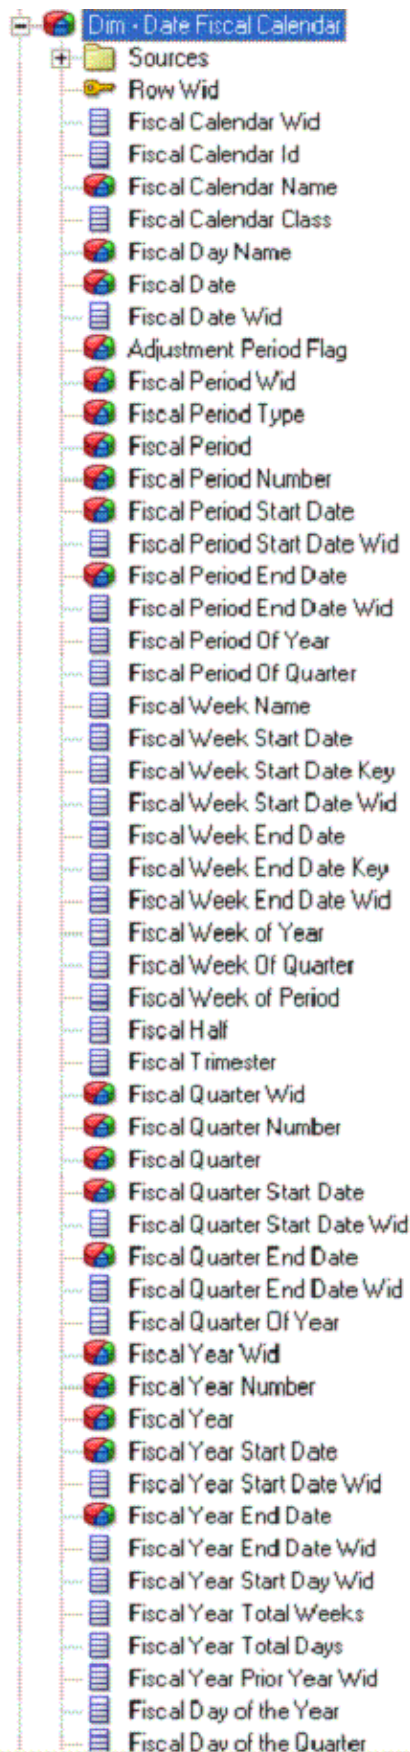 Dim - Date Fiscal Calendar
Sources
Row Wid
Fiscal Calendar Wid
Fiscal Calendar Id
Fiscal Calendar Name
Fiscal Calendar Class
Fiscal Day Name
Fiscal Date
Fiscal Date Wid
Adjustment Period Flag
Fiscal Period Wid
Fiscal Period Type
Fiscal Period
Fiscal Period Number
Fiscal Period Start Date
Fiscal Period Start Date Wid
Fiscal Period End Date
Fiscal Period End Date Wid
Fiscal Period Of Year
Fiscal Period Of Quarter
Fiscal Week Name
Fiscal Week Start Date
Fiscal Week Start Date Key
Fiscal Week Start Date Wid
Fiscal Week End Date
Fiscal Week End Date Key
Fiscal Week End Date Wid
Fiscal Week of Year
Fiscal Week Of Quarter
Fiscal Week of Period
Fiscal Half
Fiscal Trimester
Fiscal Quarter Wid
Fiscal Quarter Number
Fiscal Quarter
Fiscal Quarter Start Date
Fiscal Quarter Start Date Wid
Fiscal Quarter End Date
Fiscal Quarter End Date Wid
Fiscal Quarter Of Year
Fiscal Year Wid
Fiscal Year Number
Fiscal Year
Fiscal Year Start Date
Fiscal Year Start Date Wid
Fiscal Year End Date
Fiscal Year End Date Wid
Fiscal Year Start Day Wid
Fiscal Year Total Weeks
Fiscal Year Total Days
Fiscal Year Prior Year Wid
Fiscal Day of the Year
Fiscal Day of the Quarter